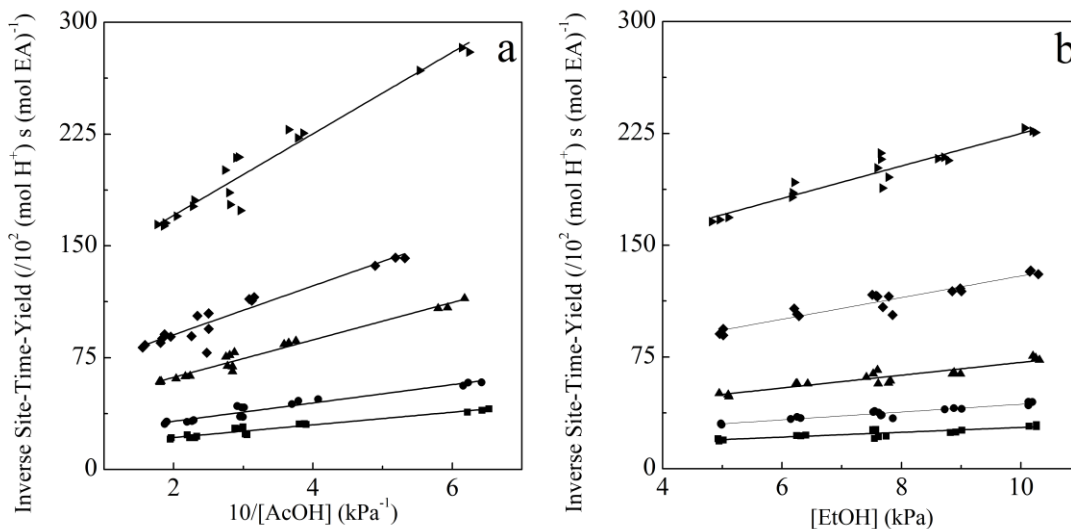 Inverse Site-Time-Yield (/10² (mol H⁺) s (mol EA)⁻¹)
300
225
150
75
0
2
4
6
10/[AcOH] (kPa⁻¹)
a
Inverse Site-Time-Yield (/10² (mol H⁺) s (mol EA)⁻¹)
300
225
150
75
0
4
6
8
10
[EtOH] (kPa)
b